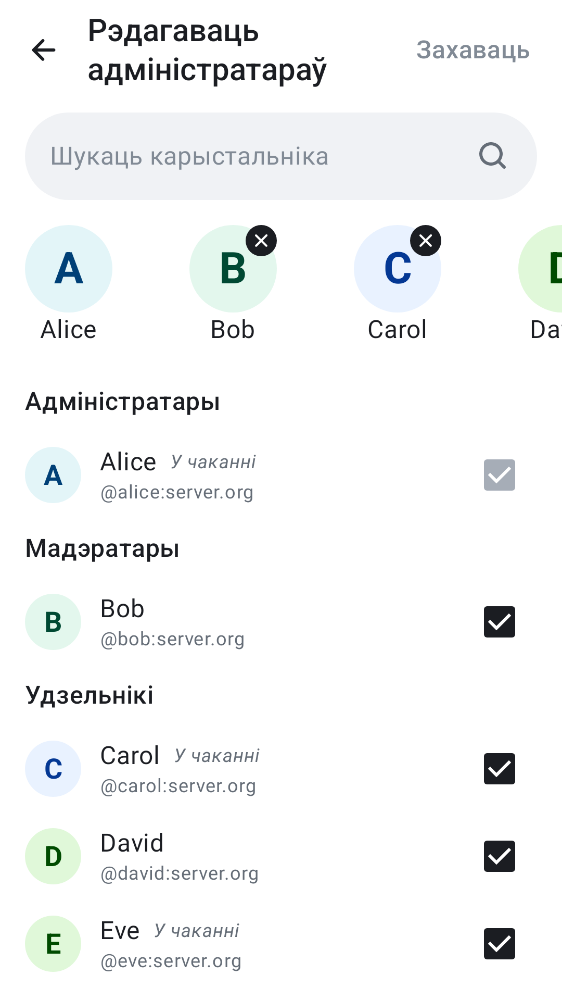 Рэдагаваць
адміністратараў
Захаваць
Шукаць карыстальніка
A
B
C
D
Alice
Bob
Carol
Da
Адміністратары
A
Alice У чаканні
@alice:server.org
Мадэратары
B
Bob
@bob:server.org
Удзельнікі
C
Carol У чаканні
@carol:server.org
D
David
@david:server.org
E
Eve У чаканні
@eve:server.org